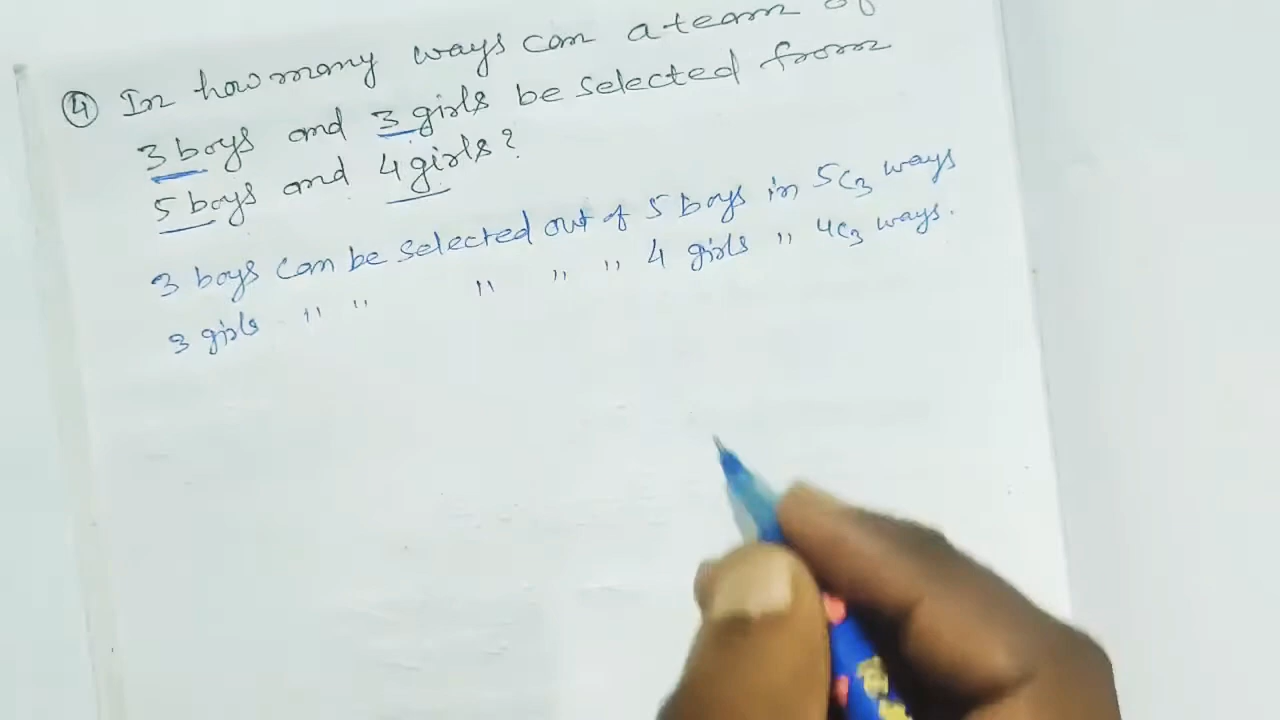 ④ In how many ways can a team of
3 boys and 3 girls be selected from
5 boys and 4 girls?
3 boys can be selected out of 5 boys in 5C3 ways
3 girls " " " " " 4 girls " 4C3 ways.